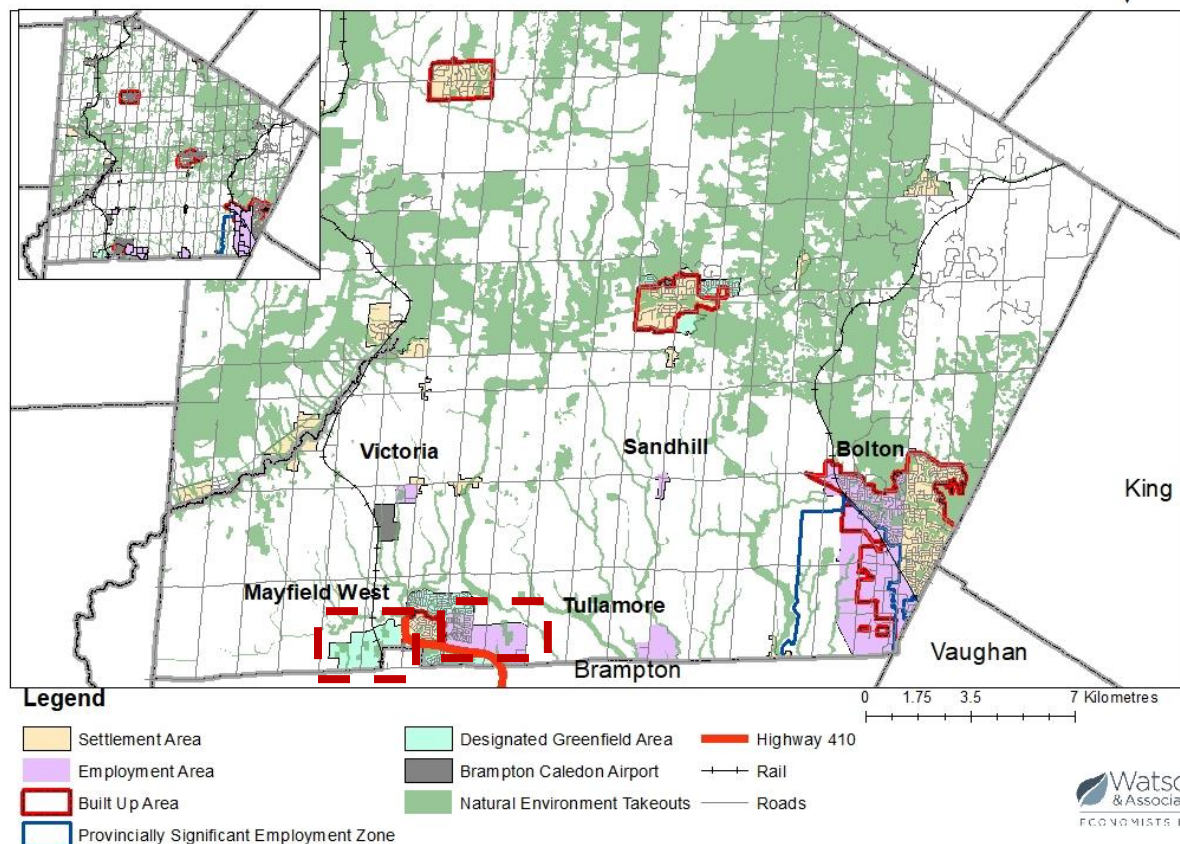 Sandhill
Victoria
Bolton
King
Mayfield West
Tullamore
Vaughan
Brampton
Legend
0 1.75 3.5 7 Kilometres
Settlement Area
Designated Greenfield Area
Highway 410
Employment Area
Brampton Caledon Airport
Rail
Built Up Area
Natural Environment Takeouts
Roads
Provincially Significant Employment Zone
Watso
& Associa
ECONOMISTS